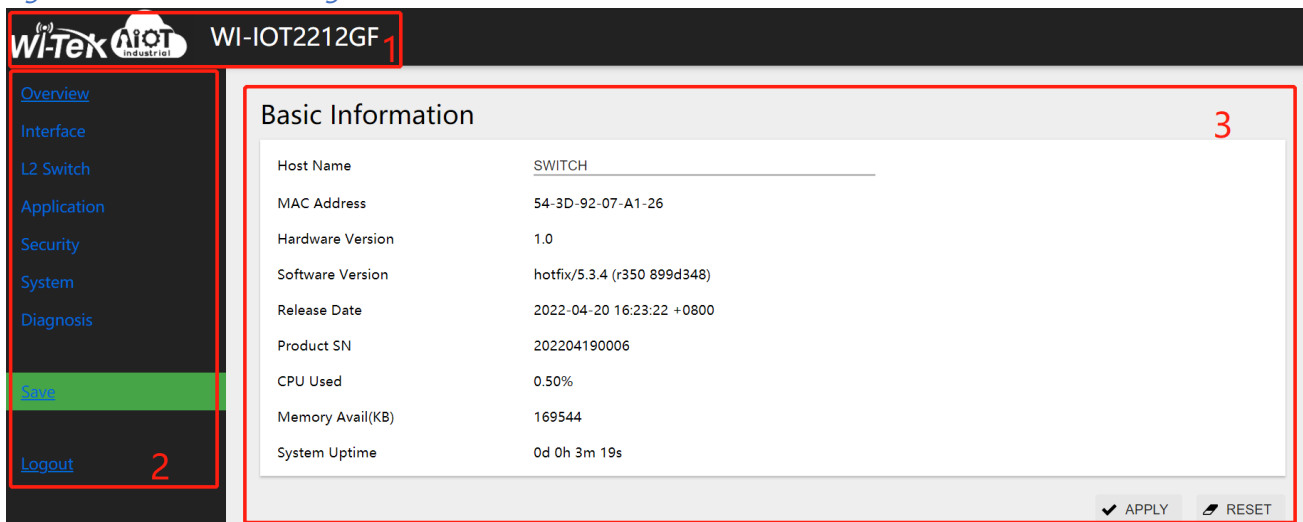 Wi-Tek AIOT Industrial WI-IOT2212GF 1
Overview
Interface
L2 Switch
Application
Security
System
Diagnosis
Save
Logout 2
Basic Information
3
Host Name SWITCH
MAC Address 54-3D-92-07-A1-26
Hardware Version 1.0
Software Version hotfix/5.3.4 (r350 899d348)
Release Date 2022-04-20 16:23:22 +0800
Product SN 202204190006
CPU Used 0.50%
Memory Avail(KB) 169544
System Uptime 0d 0h 3m 19s
APPLY RESET